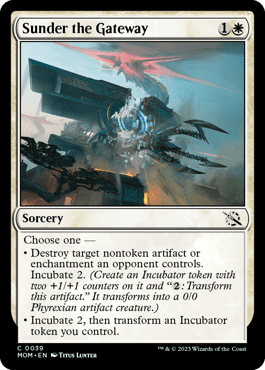 Sunder the Gateway 1
Sorcery
Choose one —
• Destroy target nontoken artifact or
enchantment an opponent controls.
Incubate 2. (Create an Incubator token with
two +1/+1 counters on it and “2: Transform
this artifact.” It transforms into a 0/0
Phyrexian artifact creature.)
• Incubate 2, then transform an Incubator
token you control.
C 0039
MOM • EN Titus Lunter
™ & © 2023 Wizards of the Coast